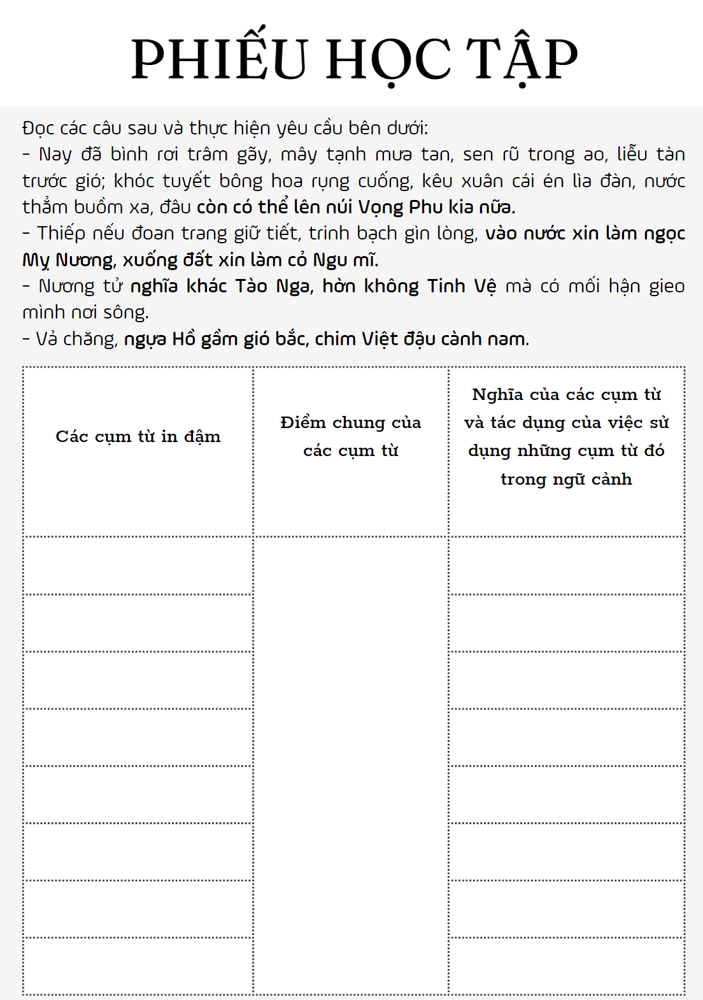 PHIẾU HỌC TẬP
Đọc các câu sau và thực hiện yêu cầu bên dưới:
- Nay đã bình rơi trâm gãy, mây tạnh mưa tan, sen rũ trong ao, liễu tàn
trước gió; khóc tuyết bông hoa rụng cuống, kêu xuân cái én lìa đàn, nước
thẳm buồm xa, đâu còn có thể lên núi Vọng Phu kia nữa.
- Thiếp nếu đoan trang giữ tiết, trinh bạch gìn lòng, vào nước xin làm ngọc
Mỵ Nương, xuống đất xin làm cỏ Ngu mĩ.
- Nương tử nghĩa khác Tào Nga, hờn không Tinh Vệ mà có mối hận gieo
mình nơi sông.
- Vả chăng, ngựa Hồ gầm gió bắc, chim Việt đậu cành nam.
Các cụm từ in đậm
Điểm chung của
các cụm từ
Nghĩa của các cụm từ
và tác dụng của việc sử
dụng những cụm từ đó
trong ngữ cảnh